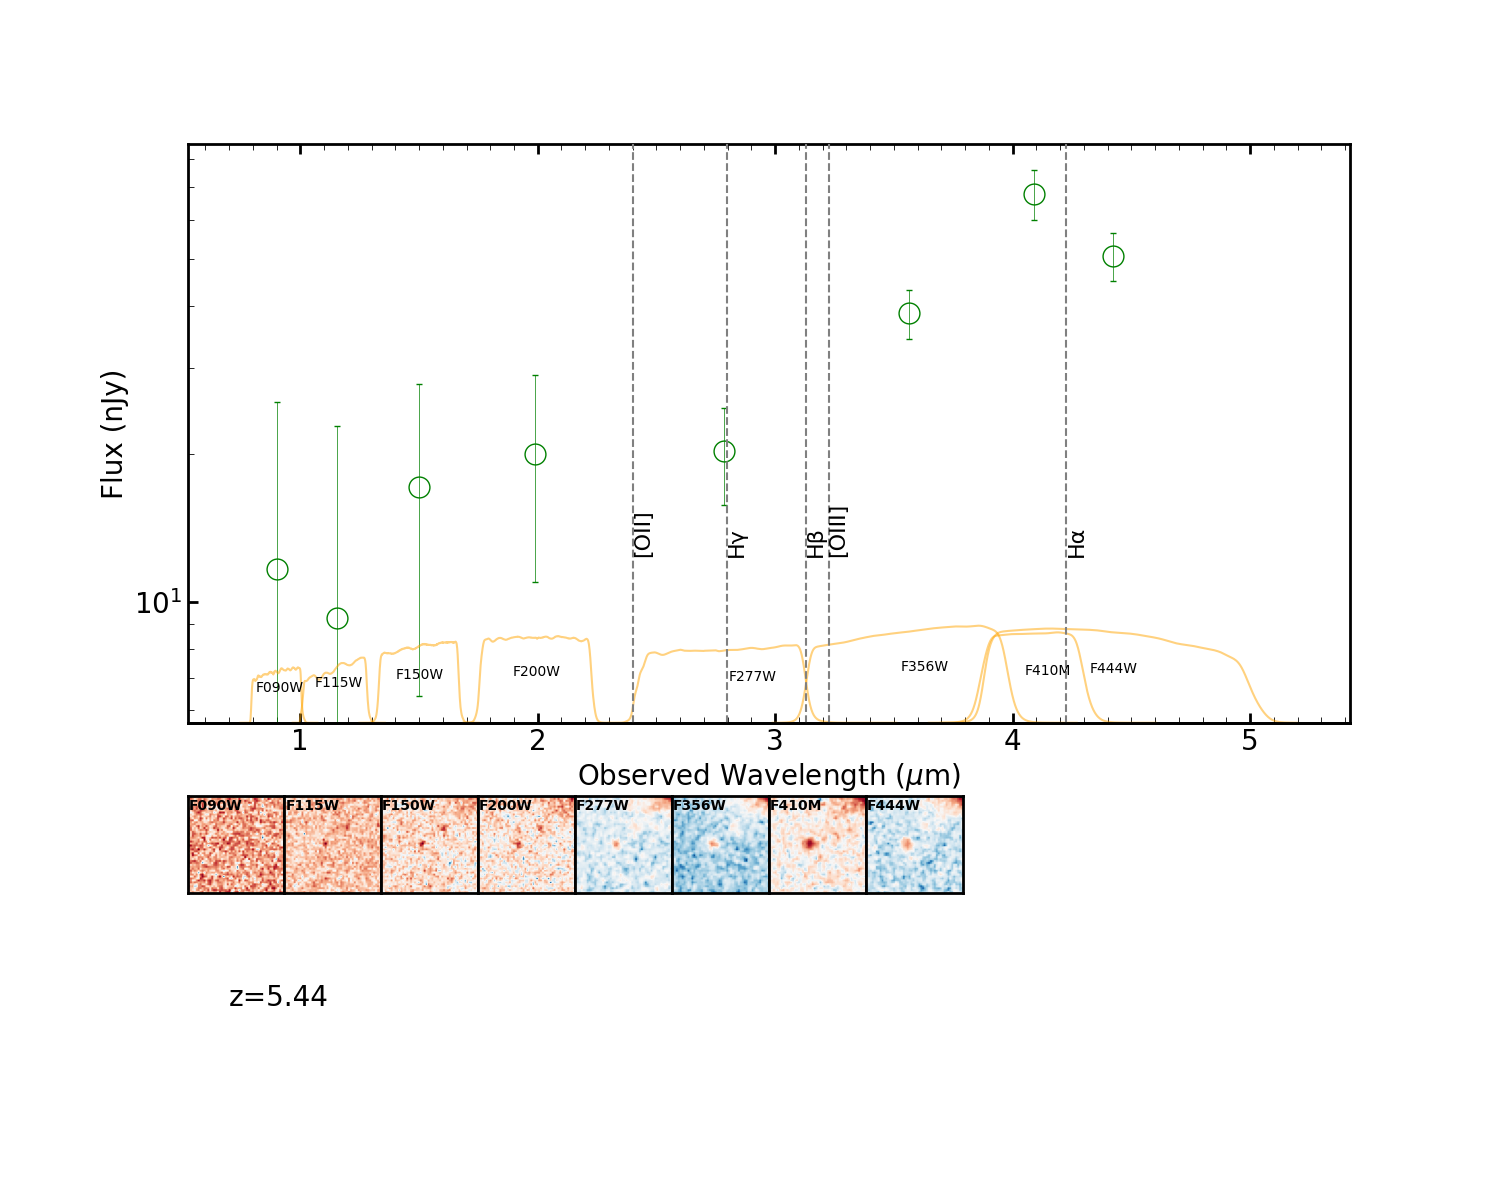 Flux (nJy)
10¹
[OII]
Hγ
Hβ
[OIII]
Hα
F090W
F115W
F150W
F200W
F277W
F356W
F410M
F444W
1 2 3 4 5
Observed Wavelength (μm)
F090W F115W F150W F200W F277W F356W F410M F444W
z=5.44